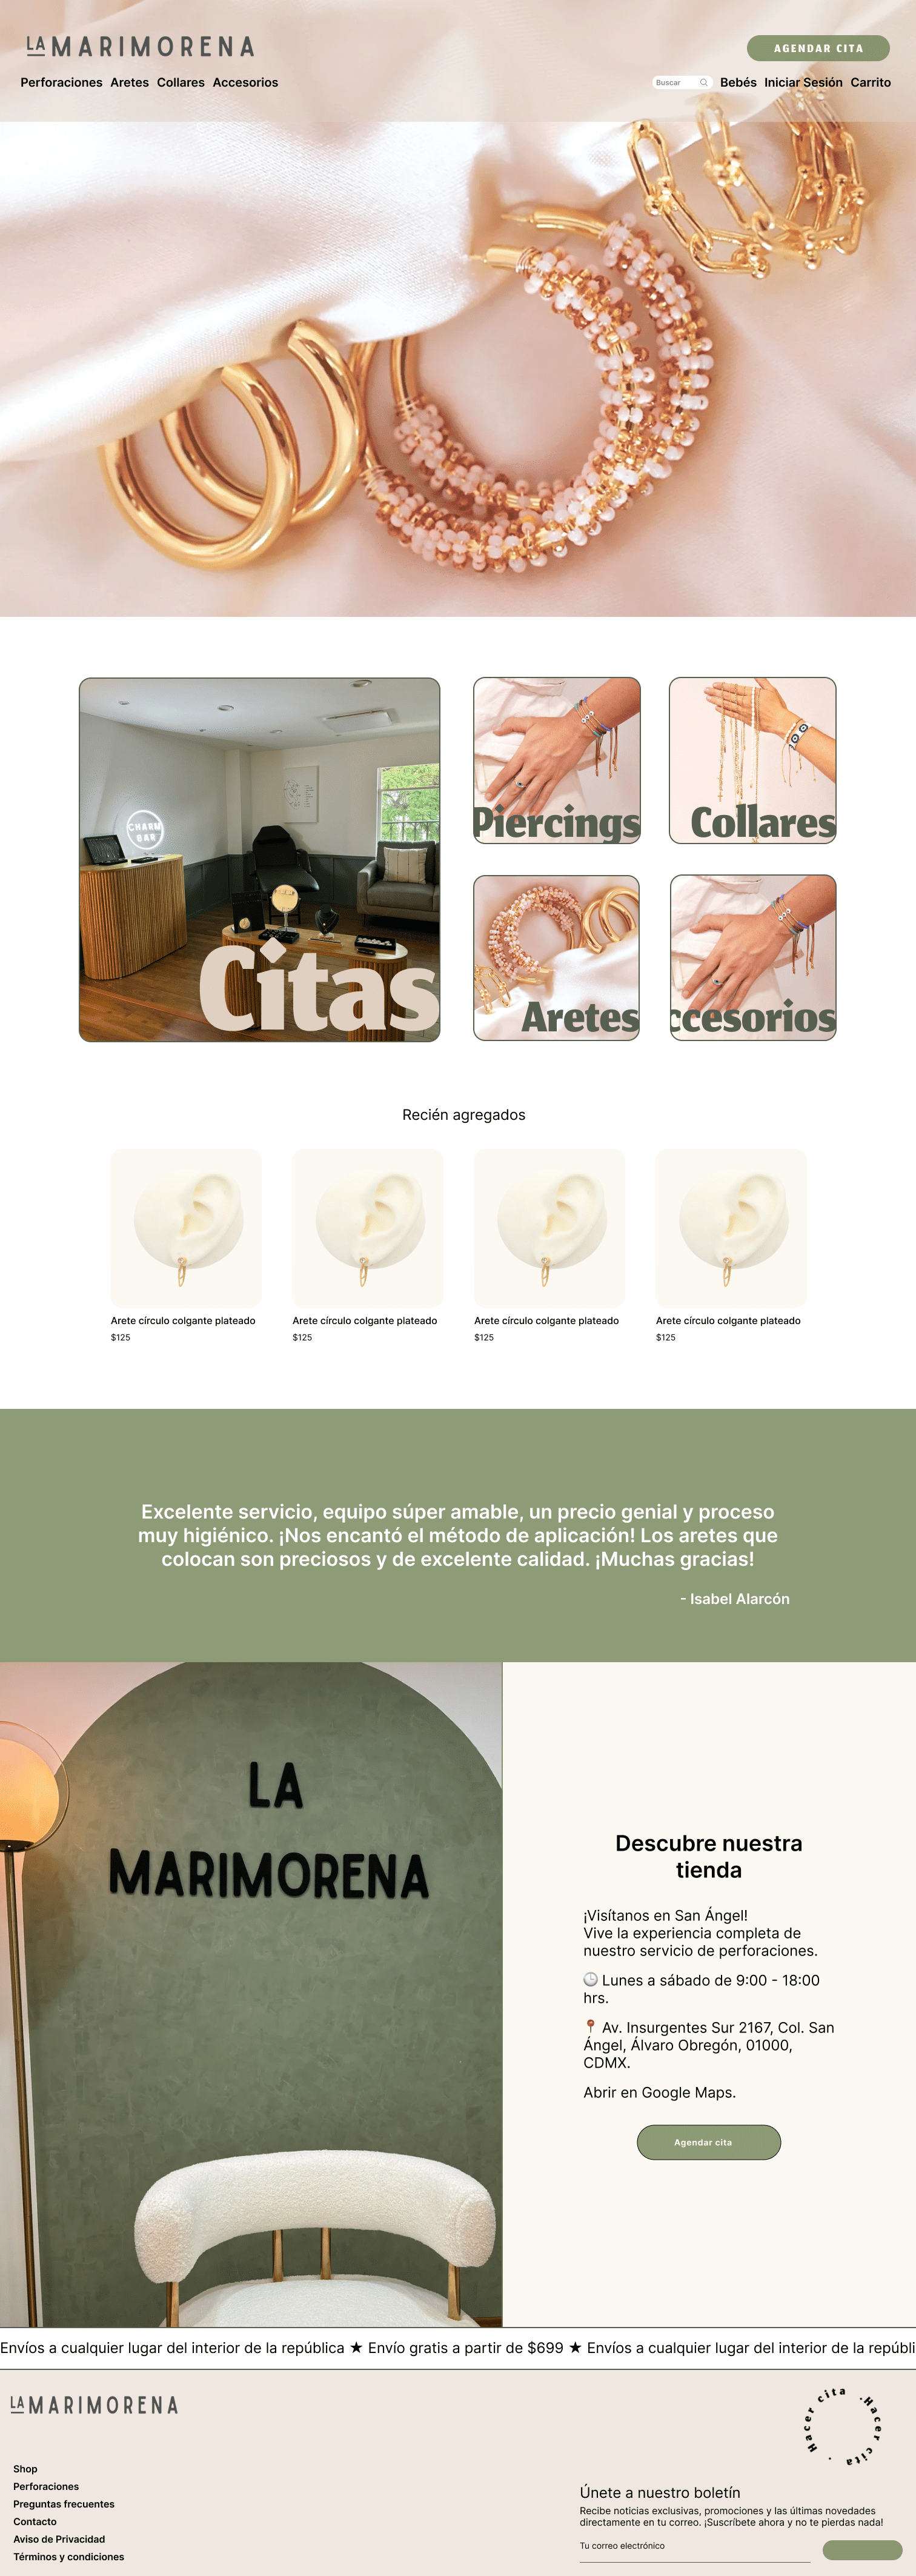 LA MARIMORENA
AGENDAR CITA
Perforaciones Aretes Collares Accesorios
Buscar
Bebés Iniciar Sesión Carrito
CHARM
BAR
Citas
Piercings
Collares
Aretes
ccesorios
Recién agregados
Arete círculo colgante plateado
$125
Arete círculo colgante plateado
$125
Arete círculo colgante plateado
$125
Arete círculo colgante plateado
$125
Excelente servicio, equipo súper amable, un precio genial y proceso
muy higiénico. ¡Nos encantó el método de aplicación! Los aretes que
colocan son preciosos y de excelente calidad. ¡Muchas gracias!
- Isabel Alarcón
LA
MARIMORENA
Descubre nuestra
tienda
¡Visítanos en San Ángel!
Vive la experiencia completa de
nuestro servicio de perforaciones.
🕒 Lunes a sábado de 9:00 - 18:00
hrs.
📍 Av. Insurgentes Sur 2167, Col. San
Ángel, Álvaro Obregón, 01000,
CDMX.
Abrir en Google Maps.
Agendar cita
Envíos a cualquier lugar del interior de la república ★ Envío gratis a partir de $699 ★ Envíos a cualquier lugar del interior de la repúbli
LA MARIMORENA
Hacer cita · Hacer cita ·
Shop
Perforaciones
Preguntas frecuentes
Contacto
Aviso de Privacidad
Términos y condiciones
Únete a nuestro boletín
Recibe noticias exclusivas, promociones y las últimas novedades
directamente en tu correo. ¡Suscríbete ahora y no te pierdas nada!
Tu correo electrónico